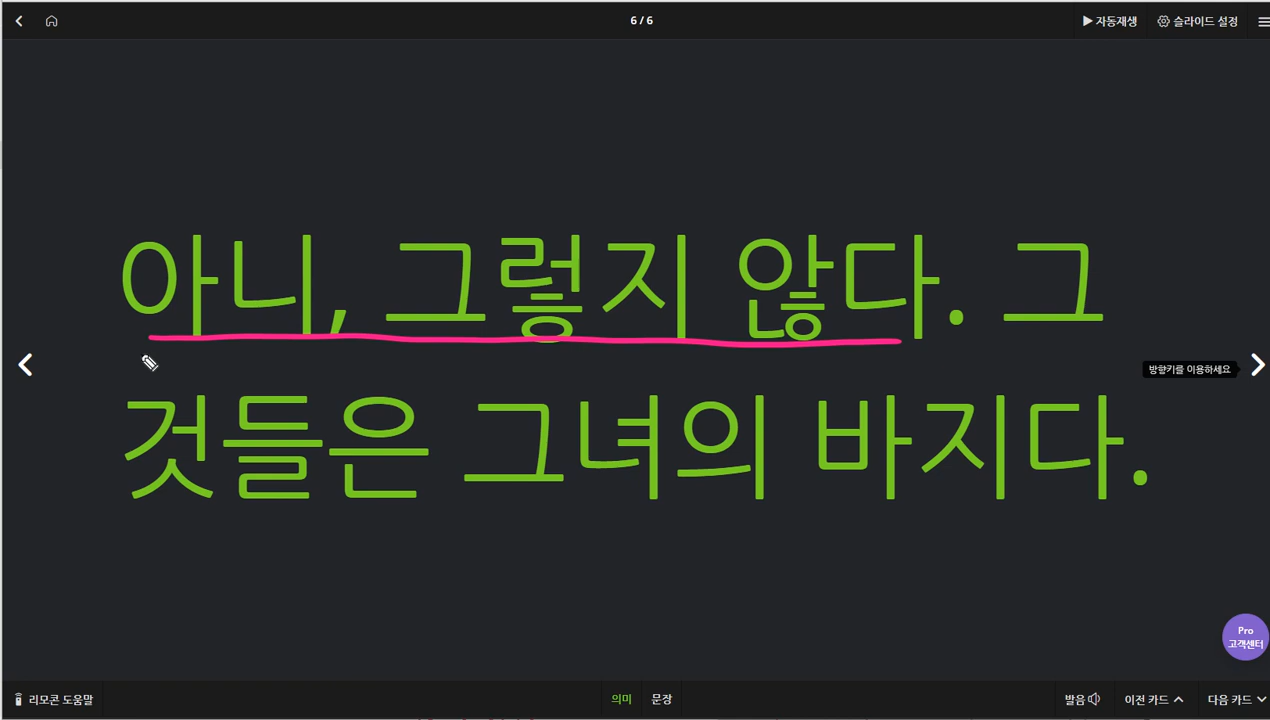 6 / 6
자동재생
슬라이드 설정
아니, 그렇지 않다. 그
것들은 그녀의 바지다.
방향키를 이용하세요
Pro
고객센터
리모콘 도움말
의미
문장
발음
이전 카드
다음 카드